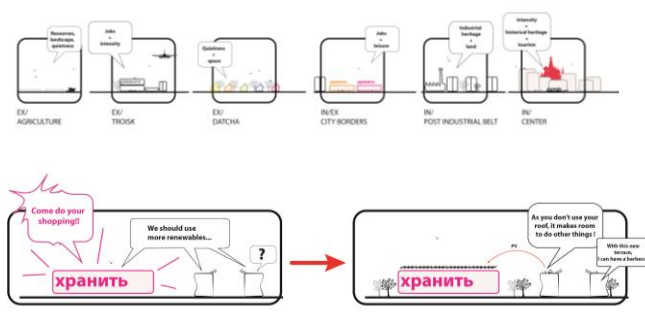 Ressources,
landscape,
quietness
Jobs
+
intensity
Quietness
+
space
Jobs
+
leisure
Industrial
heritage
+
land
Intensity
+
historical heritage
+
tourism
EX/
AGRICULTURE
EX/
TROISK
EX/
DATCHA
IN/EX
CITY BORDERS
IN/
POST INDUSTRIAL BELT
IN/
CENTER
Come do your
shopping!!
We should use
more renewables...
?
хранить
As you don't use your
roof, it makes room
to do other things !
PV
With this new
terrace,
I can have a barbecu
хранить